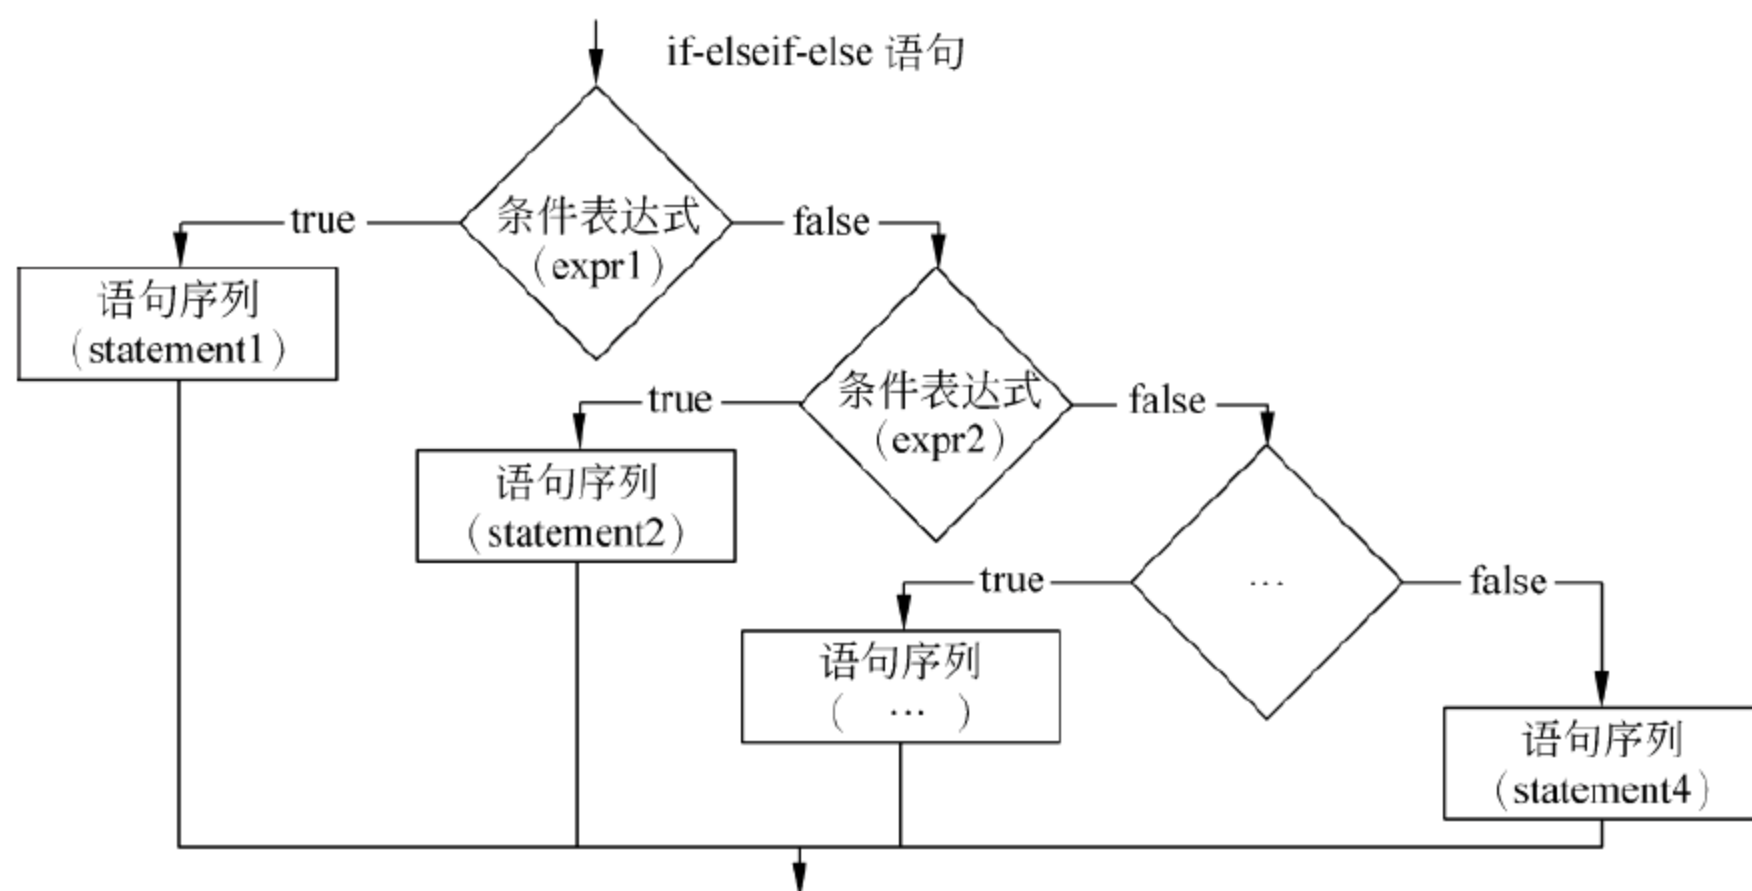 if-elseif-else 语句
条件表达式
(expr1)
true
false
语句序列
(statement1)
条件表达式
(expr2)
true
false
语句序列
(statement2)
…
true
false
语句序列
( … )
语句序列
(statement4)